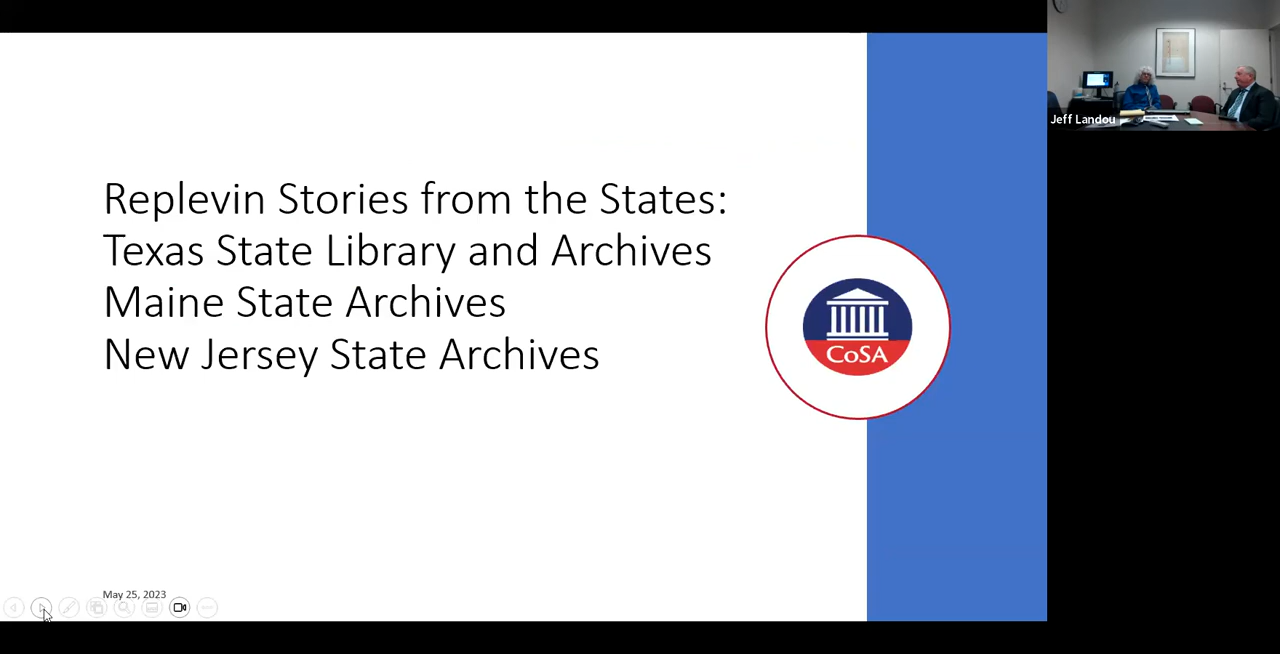 Replevin Stories from the States:
Texas State Library and Archives
Maine State Archives
New Jersey State Archives
CoSA
May 25, 2023
Jeff Landou